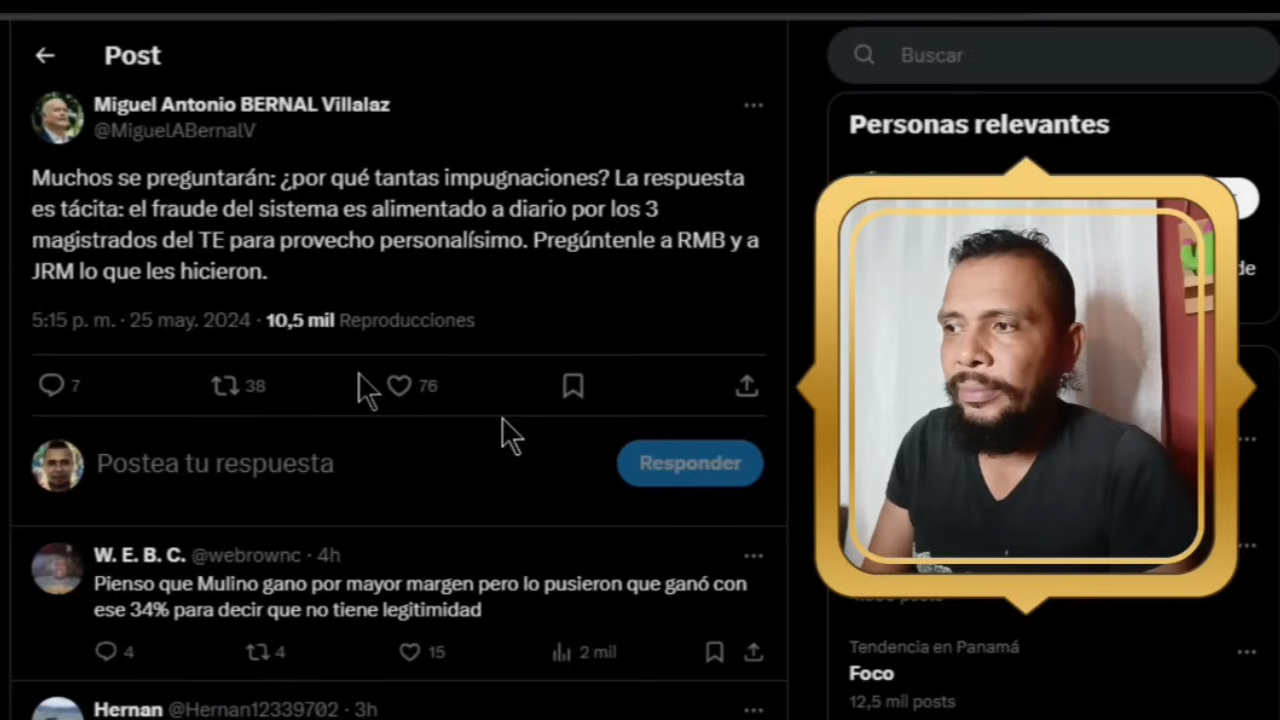 Post
Buscar
Miguel Antonio BERNAL Villalaz
@MiguelABernalV
Muchos se preguntarán: ¿por qué tantas impugnaciones? La respuesta
es tácita: el fraude del sistema es alimentado a diario por los 3
magistrados del TE para provecho personalísimo. Pregúntenle a RMB y a
JRM lo que les hicieron.
5:15 p. m. · 25 may. 2024 · 10,5 mil Reproducciones
7 38 76
Postea tu respuesta
Responder
W. E. B. C. @webrownc · 4h
Pienso que Mulino gano por mayor margen pero lo pusieron que ganó con
ese 34% para decir que no tiene legitimidad
4 4 15 2 mil
Hernan @Hernan12339702 · 3h
Personas relevantes
de
Tendencia en Panamá
Foco
12,5 mil posts